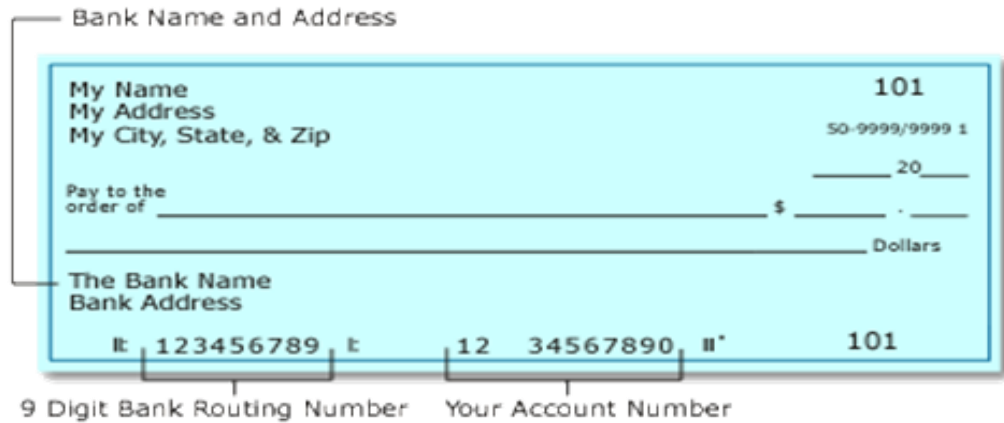 Bank Name and Address
My Name 101
My Address
My City, State, & Zip
SO-9999/9999 1
20
Pay to the
order of $ .
Dollars
The Bank Name
Bank Address
123456789 12 34567890 101
9 Digit Bank Routing Number Your Account Number